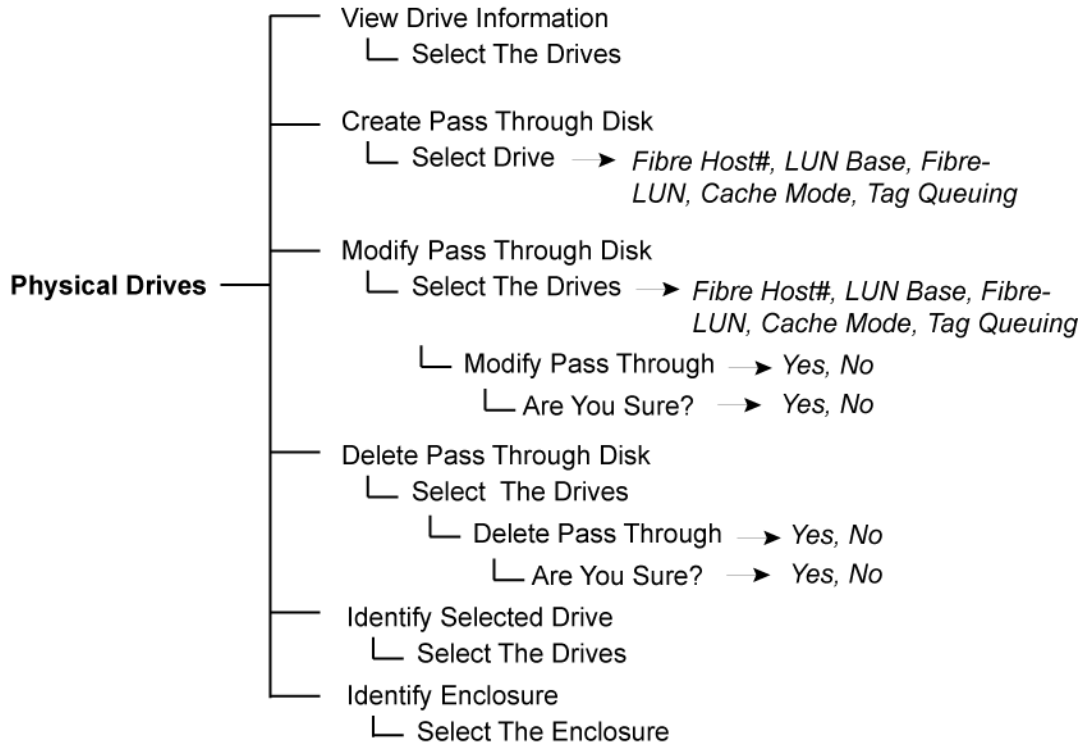 View Drive Information
Select The Drives
Create Pass Through Disk
Select Drive
Fibre Host#, LUN Base, Fibre-
LUN, Cache Mode, Tag Queuing
Modify Pass Through Disk
Physical Drives
Select The Drives
Fibre Host#, LUN Base, Fibre-
LUN, Cache Mode, Tag Queuing
Modify Pass Through
Yes, No
Are You Sure?
Yes, No
Delete Pass Through Disk
Select The Drives
Delete Pass Through
Yes, No
Are You Sure?
Yes, No
Identify Selected Drive
Select The Drives
Identify Enclosure
Select The Enclosure